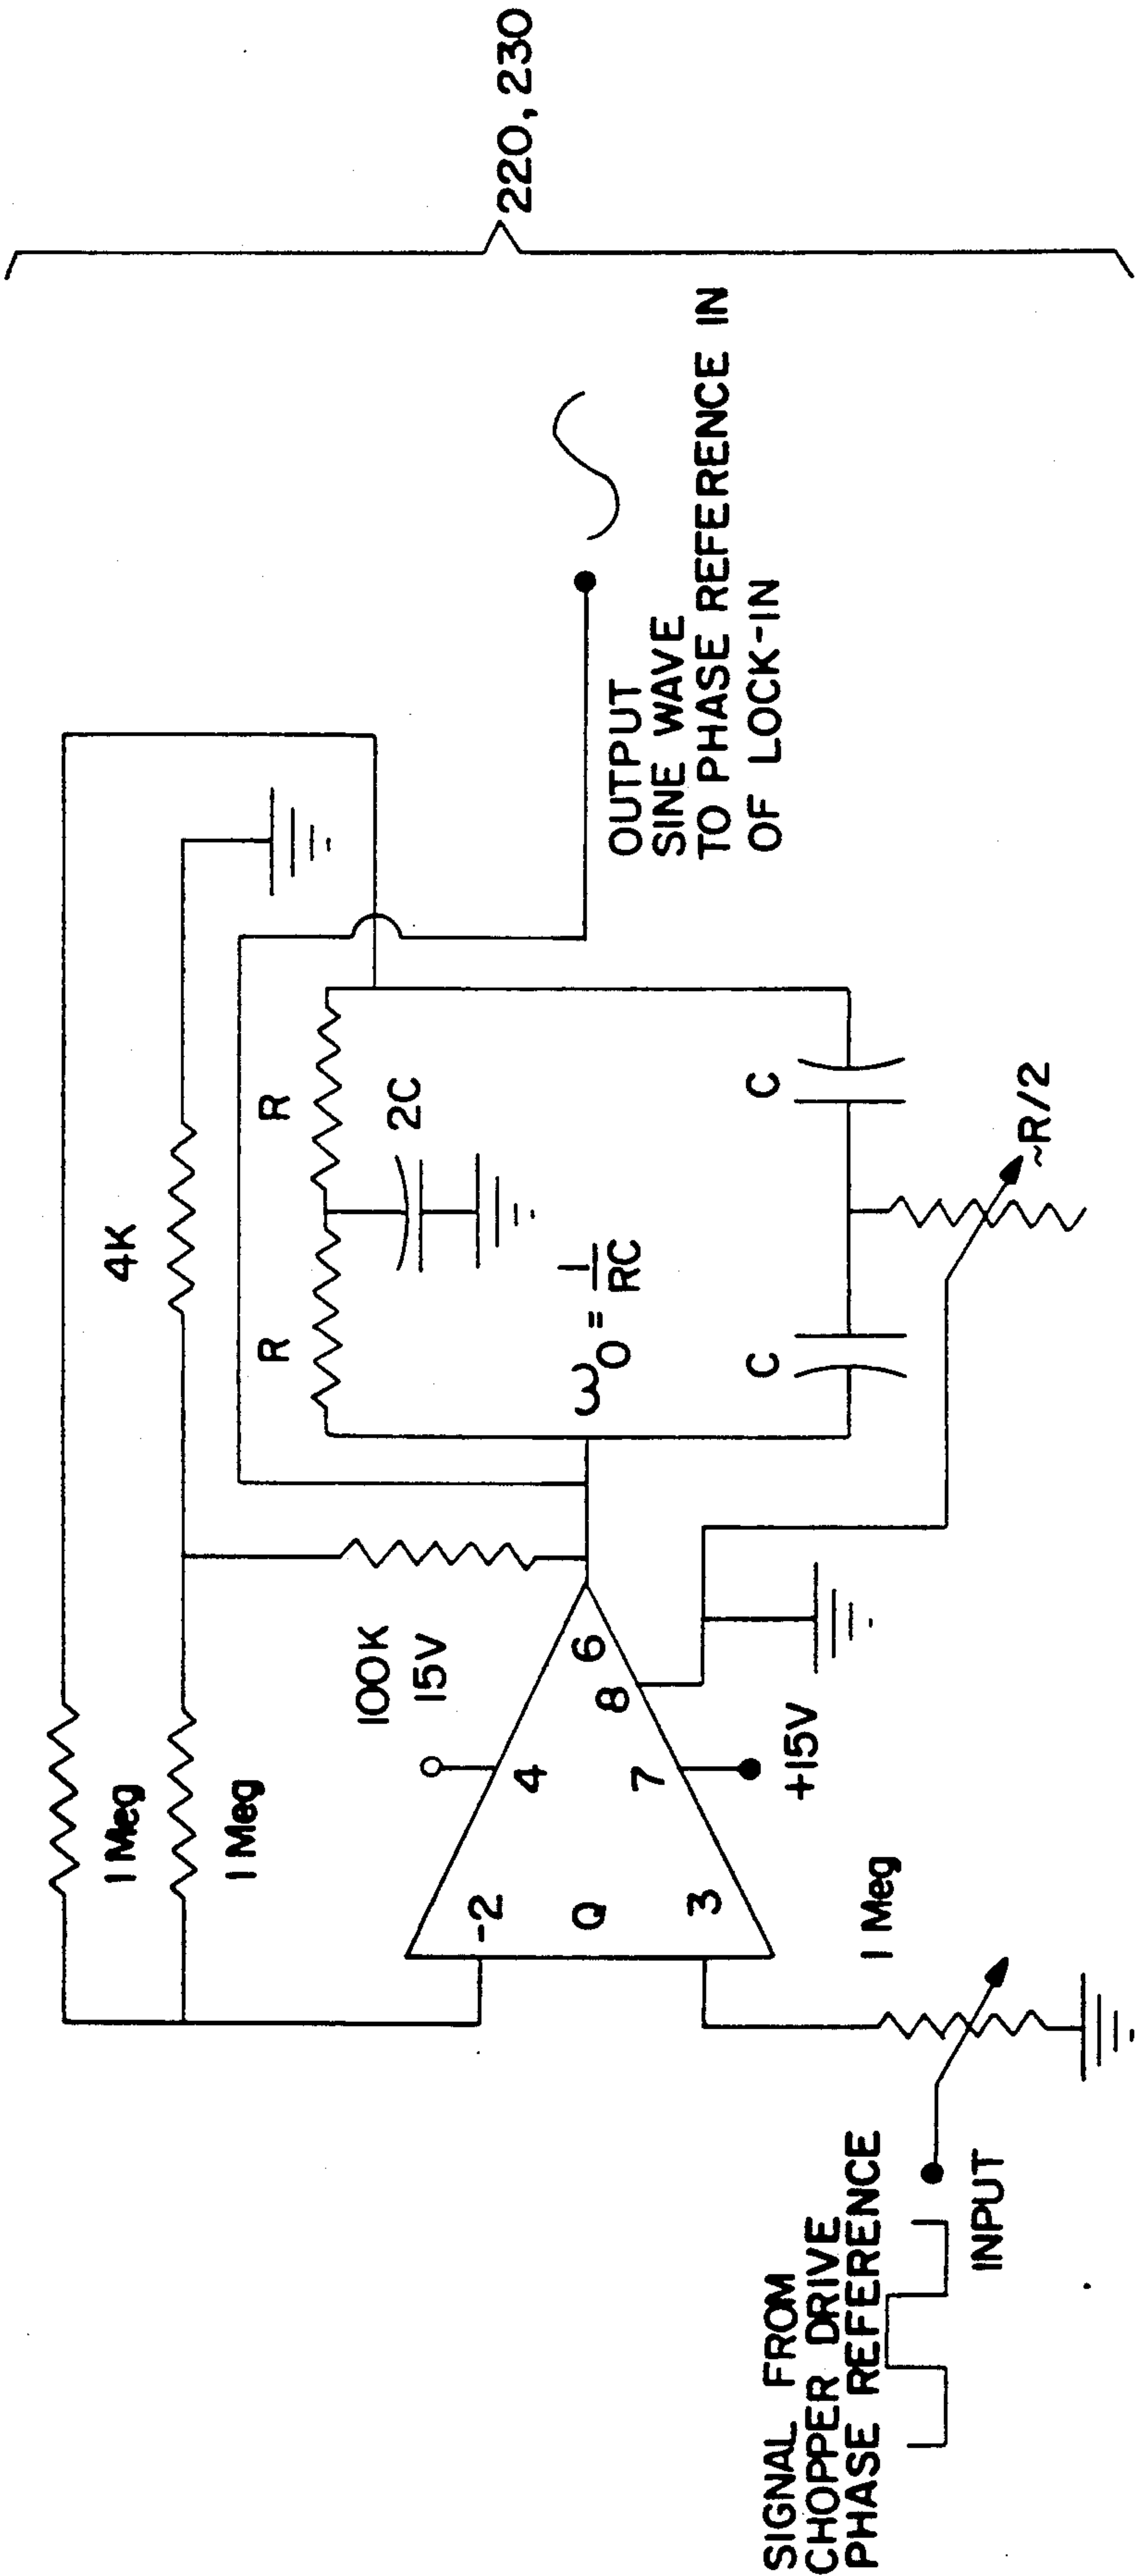 220, 230
1 Meg
1 Meg
4K
100K
15V
R
R
2C
ω0 = 1/RC
C
C
~R/2
-2
Q
3
4
7
6
8
+15V
1 Meg
SIGNAL FROM
CHOPPER DRIVE
PHASE REFERENCE
INPUT
OUTPUT
SINE WAVE
TO PHASE REFERENCE IN
OF LOCK-IN